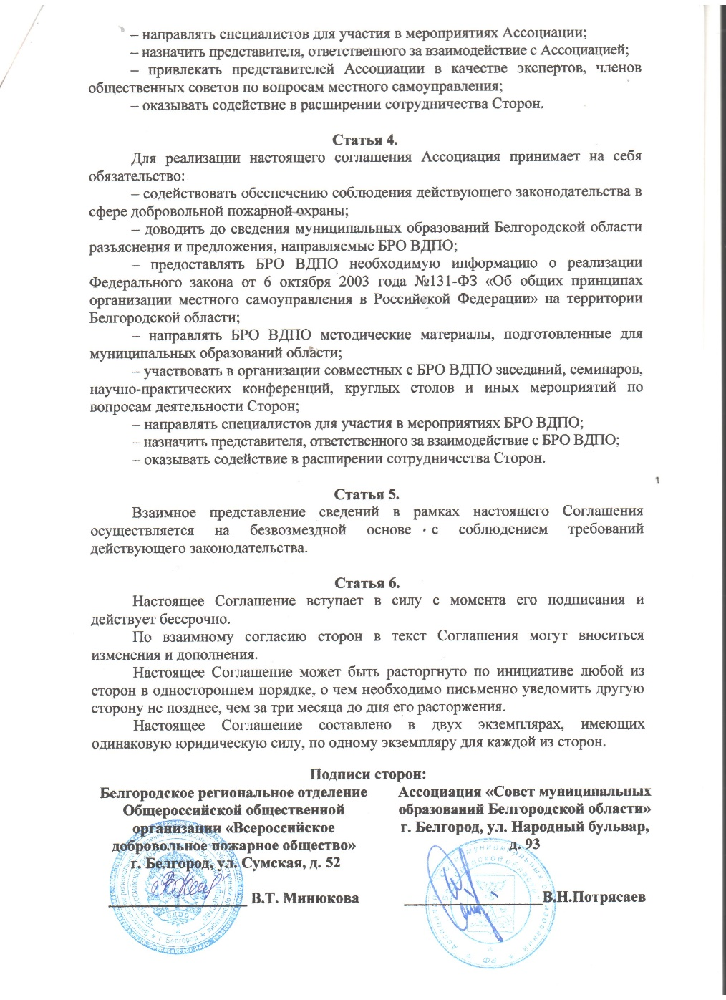 – направлять специалистов для участия в мероприятиях Ассоциации;
– назначить представителя, ответственного за взаимодействие с Ассоциацией;
– привлекать представителей Ассоциации в качестве экспертов, членов
общественных советов по вопросам местного самоуправления;
– оказывать содействие в расширении сотрудничества Сторон.
Статья 4.
Для реализации настоящего соглашения Ассоциация принимает на себя
обязательство:
– содействовать обеспечению соблюдения действующего законодательства в
сфере добровольной пожарной охраны;
– доводить до сведения муниципальных образований Белгородской области
разъяснения и предложения, направляемые БРО ВДПО;
– предоставлять БРО ВДПО необходимую информацию о реализации
Федерального закона от 6 октября 2003 года №131-ФЗ «Об общих принципах
организации местного самоуправления в Российской Федерации» на территории
Белгородской области;
– направлять БРО ВДПО методические материалы, подготовленные для
муниципальных образований области;
– участвовать в организации совместных с БРО ВДПО заседаний, семинаров,
научно-практических конференций, круглых столов и иных мероприятий по
вопросам деятельности Сторон;
– направлять специалистов для участия в мероприятиях БРО ВДПО;
– назначить представителя, ответственного за взаимодействие с БРО ВДПО;
– оказывать содействие в расширении сотрудничества Сторон.
Статья 5.
Взаимное представление сведений в рамках настоящего Соглашения
осуществляется на безвозмездной основе с соблюдением требований
действующего законодательства.
Статья 6.
Настоящее Соглашение вступает в силу с момента его подписания и
действует бессрочно.
По взаимному согласию сторон в текст Соглашения могут вноситься
изменения и дополнения.
Настоящее Соглашение может быть расторгнуто по инициативе любой из
сторон в одностороннем порядке, о чем необходимо письменно уведомить другую
сторону не позднее, чем за три месяца до дня его расторжения.
Настоящее Соглашение составлено в двух экземплярах, имеющих
одинаковую юридическую силу, по одному экземпляру для каждой из сторон.
Подписи сторон:
Белгородское региональное отделение
Общероссийской общественной
организации «Всероссийское
добровольное пожарное общество»
г. Белгород, ул. Сумская, д. 52
В.Т. Минюкова
Ассоциация «Совет муниципальных
образований Белгородской области»
г. Белгород, ул. Народный бульвар,
д. 93
В.Н.Потрясаев